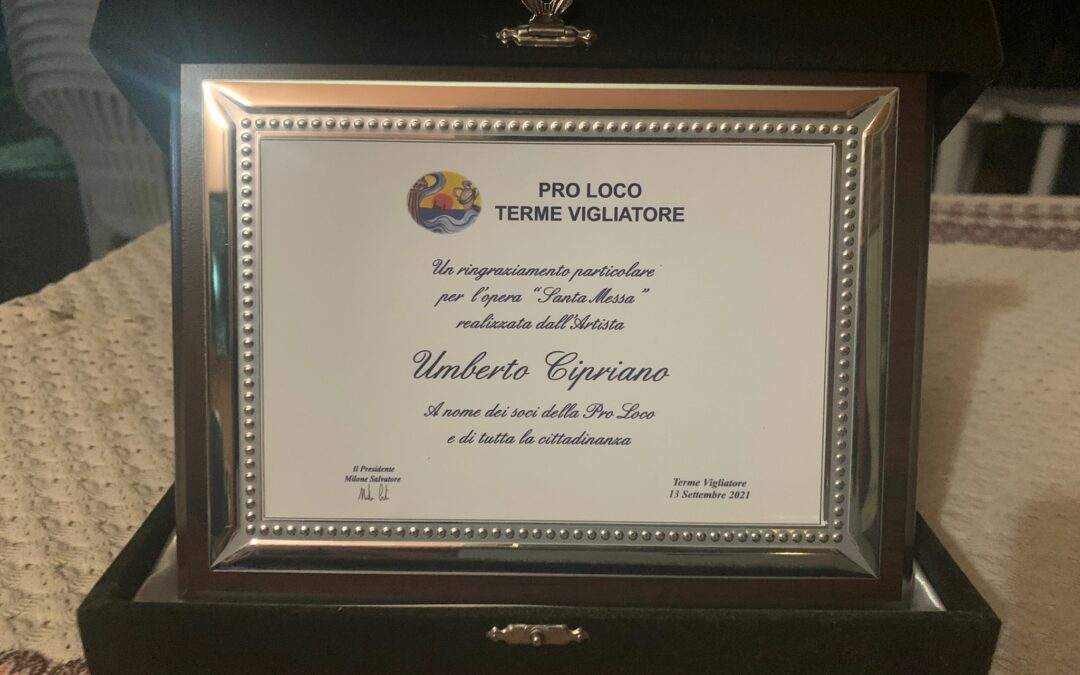 PRO LOCO
TERME VIGLIATORE
Un ringraziamento particolare
per l'opera "Santa Messa"
realizzata dall'Artista
Umberto Cipriano
A nome dei soci della Pro Loco
e di tutta la cittadinanza
Il Presidente
Milone Salvatore
Terme Vigliatore
13 Settembre 2021